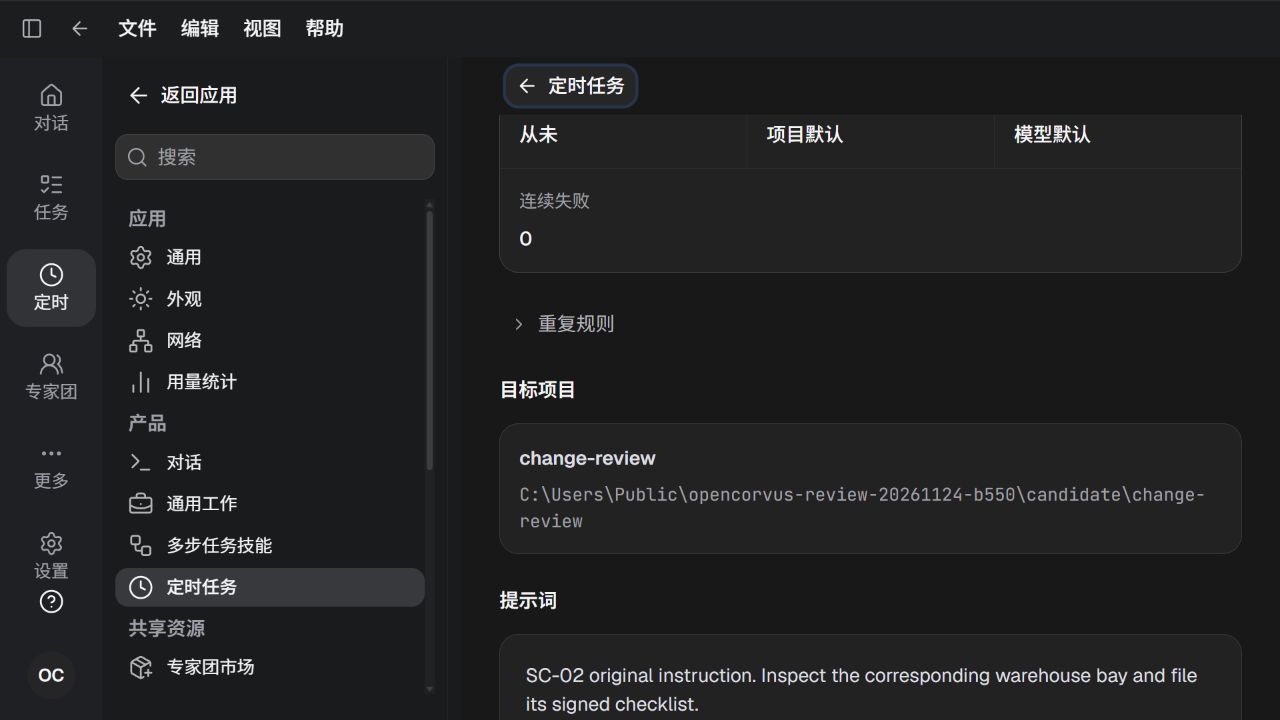 文件 编辑 视图 帮助
对话
任务
定时
专家团
更多
设置
OC
返回应用
搜索
应用
通用
外观
网络
用量统计
产品
对话
通用工作
多步任务技能
定时任务
共享资源
专家团市场
定时任务
从未 项目默认 模型默认
连续失败
0
重复规则
目标项目
change-review
C:\Users\Public\opencorvus-review-20261124-b550\candidate\change-
review
提示词
SC-02 original instruction. Inspect the corresponding warehouse bay and file
its signed checklist.